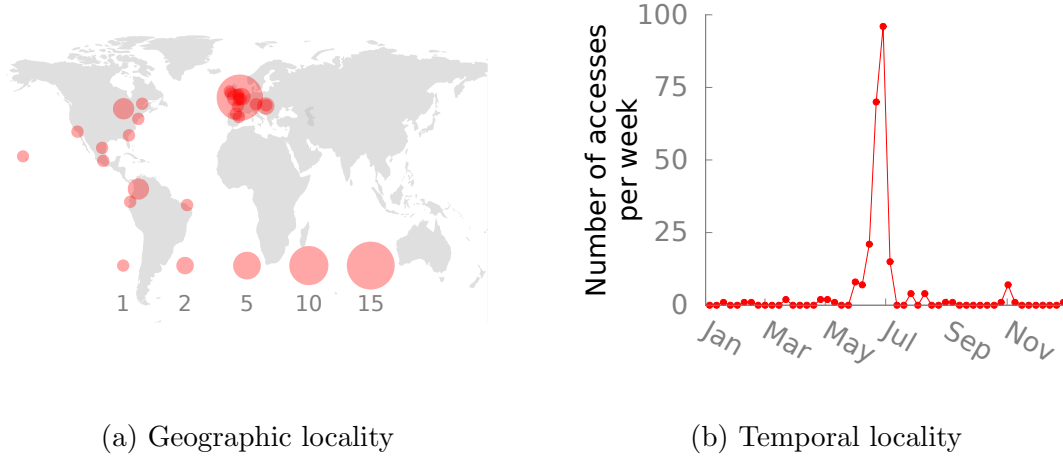 1 2 5 10 15
(a) Geographic locality
Number of accesses
per week
100
75
50
25
0
Jan Mar May Jul Sep Nov
(b) Temporal locality